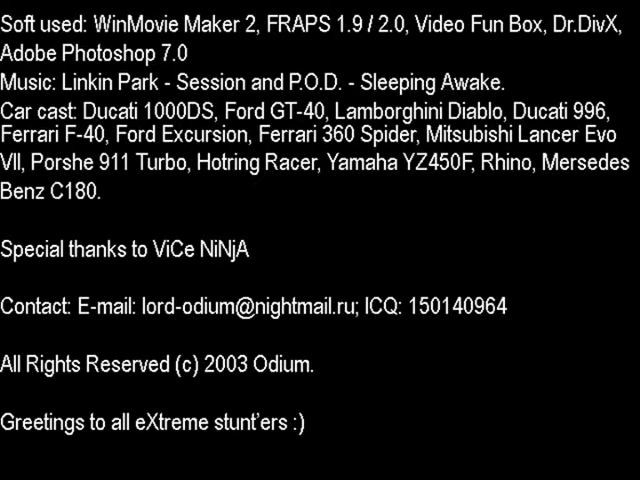 Soft used: WinMovie Maker 2, FRAPS 1.9 / 2.0, Video Fun Box, Dr.DivX,
Adobe Photoshop 7.0
Music: Linkin Park - Session and P.O.D. - Sleeping Awake.
Car cast: Ducati 1000DS, Ford GT-40, Lamborghini Diablo, Ducati 996,
Ferrari F-40, Ford Excursion, Ferrari 360 Spider, Mitsubishi Lancer Evo
VII, Porshe 911 Turbo, Hotring Racer, Yamaha YZ450F, Rhino, Mersedes
Benz C180.
Special thanks to ViCe NiNjA
Contact: E-mail: lord-odium@nightmail.ru; ICQ: 150140964
All Rights Reserved (c) 2003 Odium.
Greetings to all eXtreme stunt'ers :)